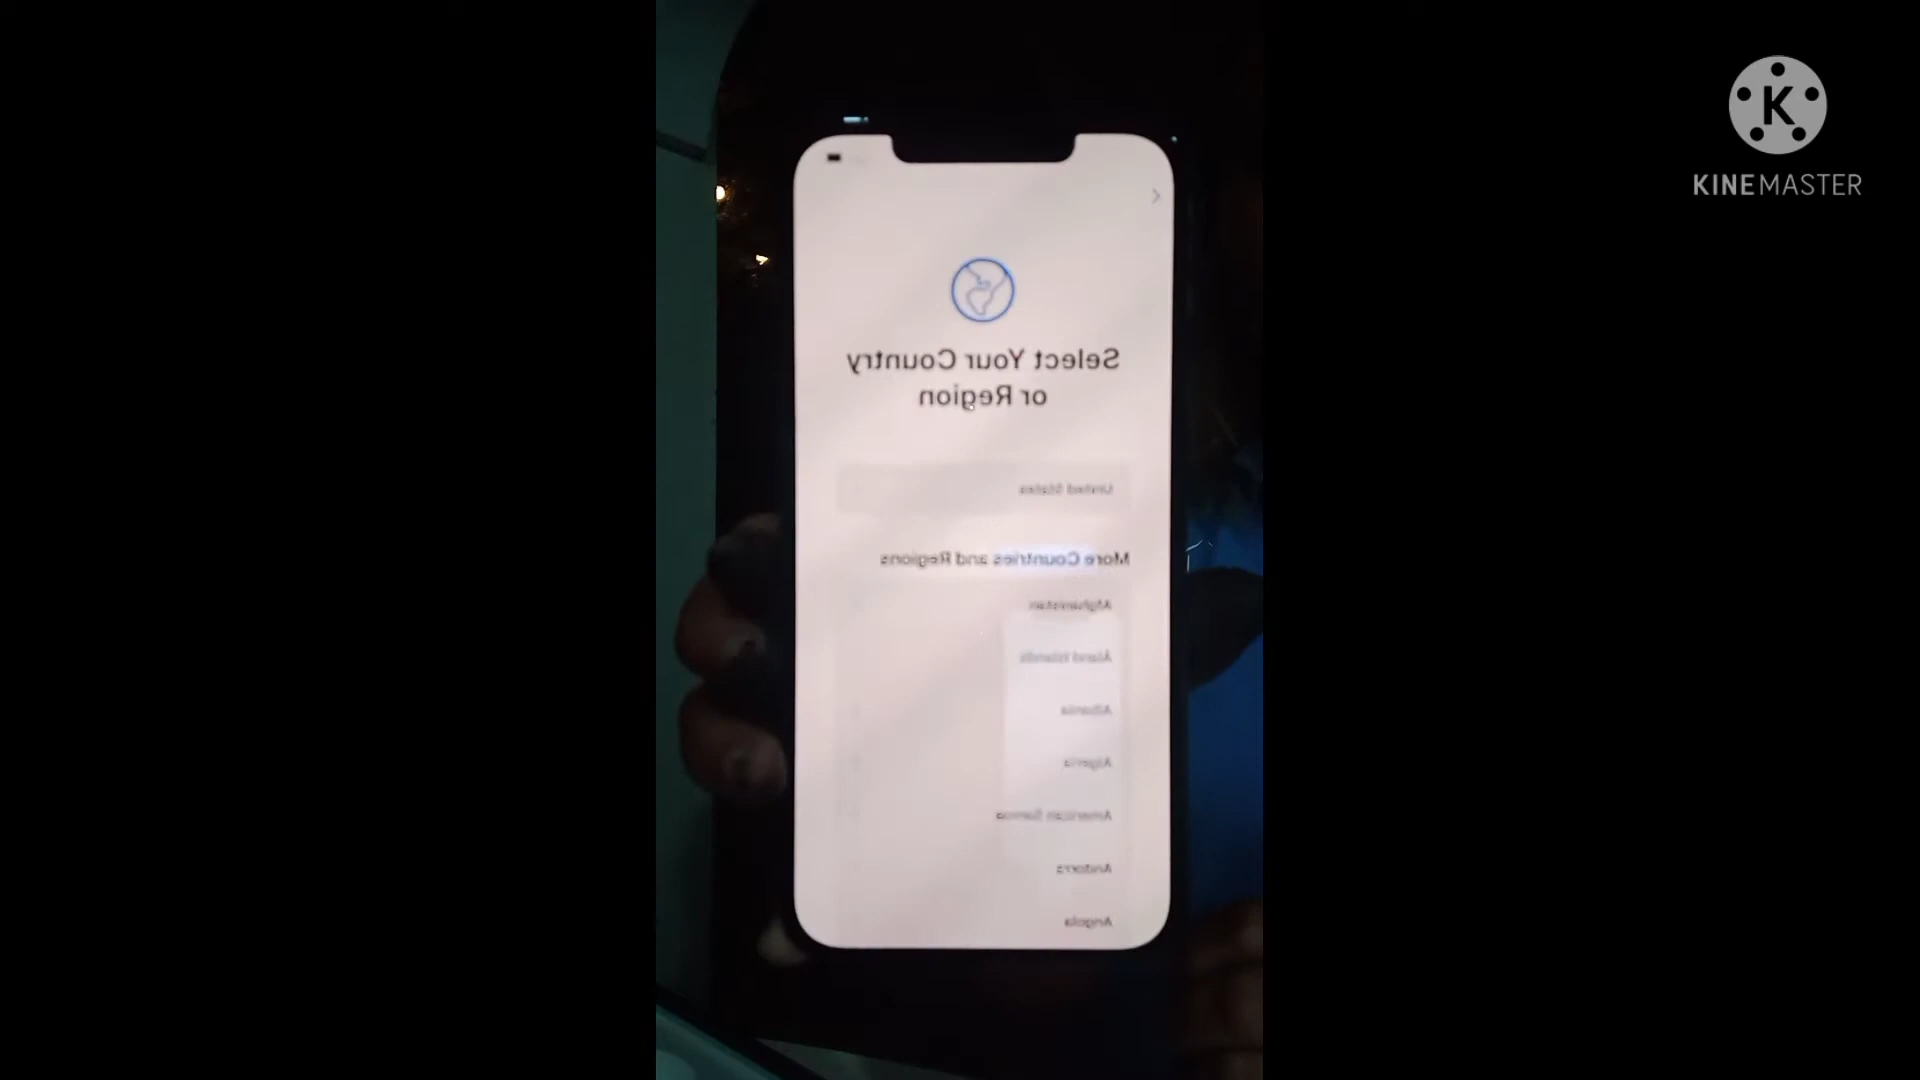 KINEMASTER
Select Your Country
or Region
United States
More Countries and Regions
Afghanistan
Åland Islands
Albania
Algeria
American Samoa
Andorra
Angola